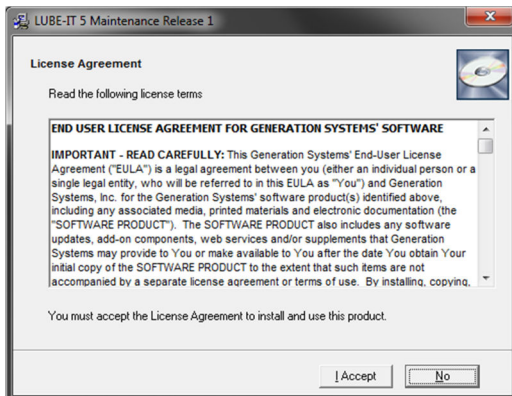 LUBE-IT 5 Maintenance Release 1
License Agreement
Read the following license terms
END USER LICENSE AGREEMENT FOR GENERATION SYSTEMS' SOFTWARE
IMPORTANT - READ CAREFULLY: This Generation Systems' End-User License
Agreement ("EULA") is a legal agreement between you (either an individual person or a
single legal entity, who will be referred to in this EULA as "You") and Generation
Systems, Inc. for the Generation Systems' software product(s) identified above,
including any associated media, printed materials and electronic documentation (the
"SOFTWARE PRODUCT"). The SOFTWARE PRODUCT also includes any software
updates, add-on components, web services and/or supplements that Generation
Systems may provide to You or make available to You after the date You obtain Your
initial copy of the SOFTWARE PRODUCT to the extent that such items are not
accompanied by a separate license agreement or terms of use. By installing, copying,
You must accept the License Agreement to install and use this product.
I Accept
No